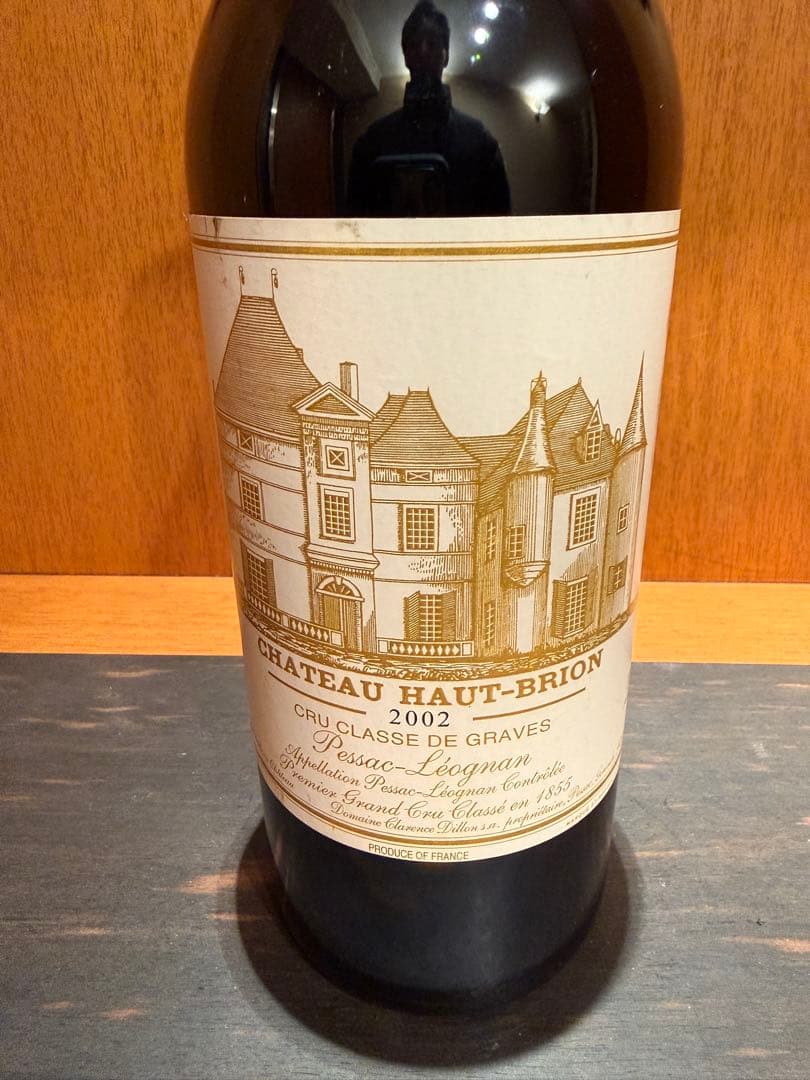 CHATEAU HAUT-BRION
2002
CRU CLASSE DE GRAVES
Pessac-Léognan
Appellation Pessac-Léognan Contrôlée
Premier Grand Cru Classé en 1855
Domaine Clarence Dillon s.a. propriétaire,
PRODUCE OF FRANCE